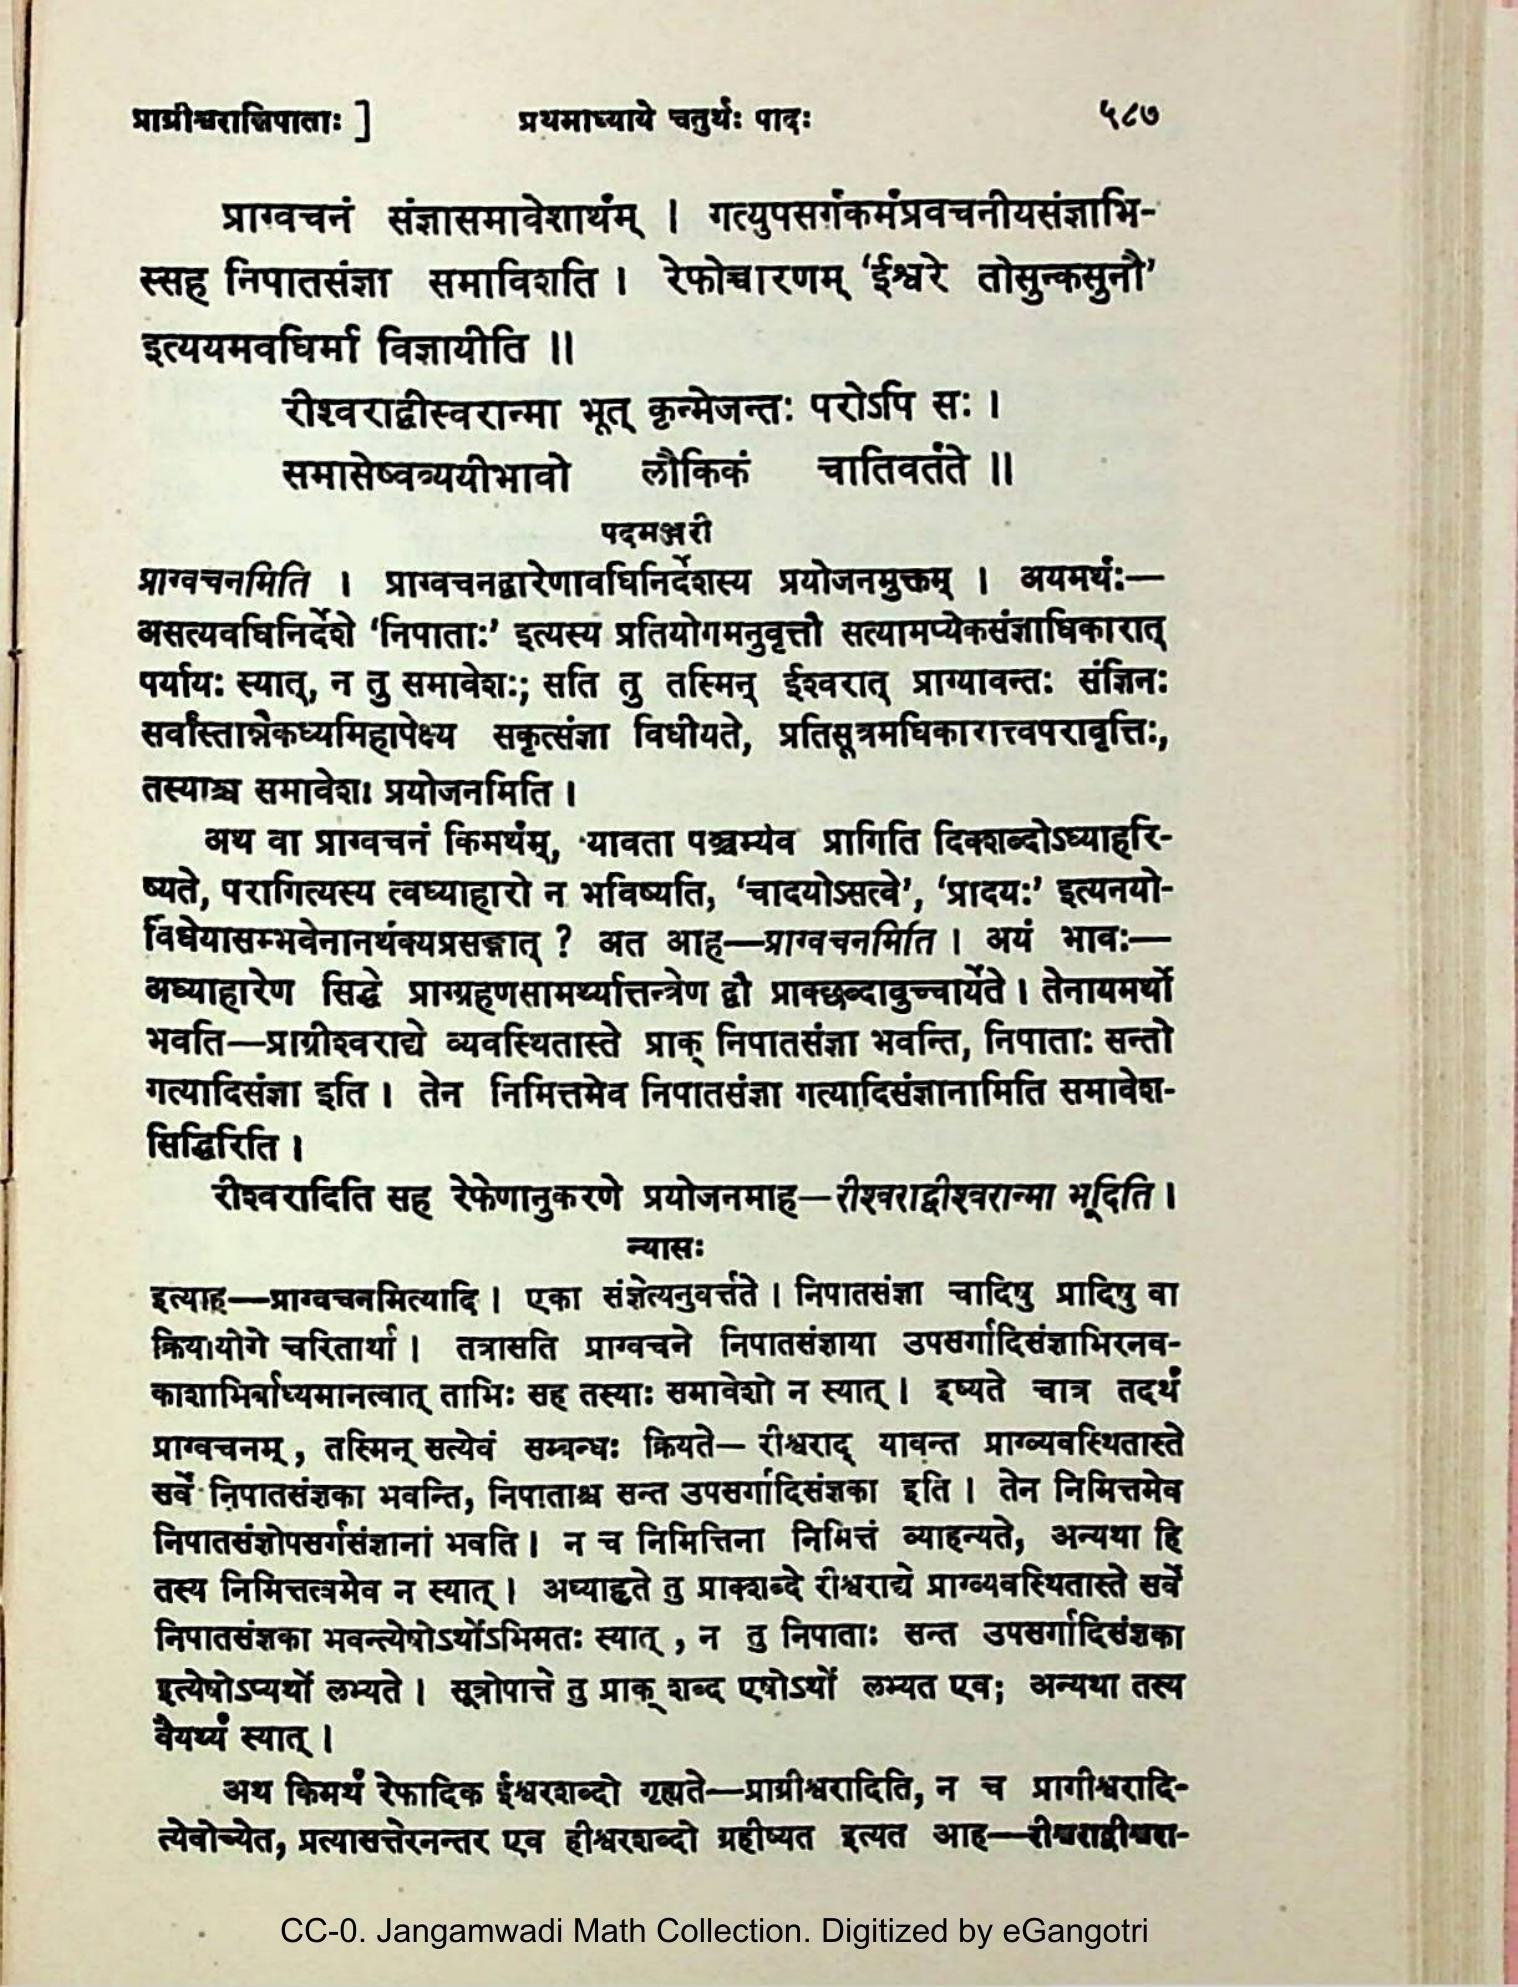 प्राग्रीश्वरान्निपाताः ]	प्रथमाध्याये चतुर्थः पादः	५८७
प्राग्वचनं संज्ञासमावेशार्थम् । गत्युपसर्गकर्मप्रवचनीयसंज्ञाभि-
स्सह निपातसंज्ञा समाविशति । रेफोच्चारणम् ‘ईश्वरे तोसुन्कसुनौ’
इत्ययमवधिर्मा विज्ञायीति ॥
रीश्वराद्वीस्वरान्मा भूत् कृन्मेजन्तः परोऽपि सः ।
समासेष्वव्ययीभावो लौकिकं चातिवर्तते ॥
पदमञ्जरी
प्राग्वचनमिति । प्राग्वचनद्वारेणावधिनिर्देशस्य प्रयोजनमुक्तम् । अयमर्थः—
असत्यवधिनिर्देशे ‘निपाताः’ इत्यस्य प्रतियोगमनुवृत्तौ सत्यामप्येकसंज्ञाधिकारात्
पर्यायः स्यात्, न तु समावेशः; सति तु तस्मिन् ईश्वरात् प्राग्यावन्तः संज्ञिनः
सर्वांस्तान्नेकध्यमिहापेक्ष्य सकृत्संज्ञा विधीयते, प्रतिसूत्रमधिकारात्त्वपरावृत्तिः,
तस्याश्च समावेशः प्रयोजनमिति ।
अथ वा प्राग्वचनं किमर्थम्, यावता पञ्चम्यैव प्रागिति दिक्शब्दोऽध्याहरि-
ष्यते, परागित्यस्य त्वध्याहारो न भविष्यति, ‘चादयोऽसत्वे’, ‘प्रादयः’ इत्यनयो-
र्विधेयासम्भवेनानर्थक्यप्रसङ्गात् ? अत आह—प्राग्वचनमिति । अयं भावः—
अध्याहारेण सिद्धे प्राग्ग्रहणसामर्थ्यात्तन्त्रेण द्वौ प्राक्छब्दावुच्चार्येते । तेनायमर्थो
भवति—प्राग्रीश्वराद्ये व्यवस्थितास्ते प्राक् निपातसंज्ञा भवन्ति, निपाताः सन्तो
गत्यादिसंज्ञा इति । तेन निमित्तमेव निपातसंज्ञा गत्यादिसंज्ञानामिति समावेश-
सिद्धिरिति ।
रीश्वरादिति सह रेफेणानुकरणे प्रयोजनमाह—रीश्वराद्वीश्वरान्मा भूदिति ।
न्यासः
इत्याह—प्राग्वचनमित्यादि । एका संज्ञेत्यनुवर्त्तते । निपातसंज्ञा चादिषु प्रादिषु वा
क्रियायोगे चरितार्था । तत्रासति प्राग्वचने निपातसंज्ञाया उपसर्गादिसंज्ञाभिरनव-
काशाभिर्बाध्यमानत्वात् ताभिः सह तस्याः समावेशो न स्यात् । इष्यते चात्र तदर्थं
प्राग्वचनम्, तस्मिन् सत्येवं सम्बन्धः क्रियते— रीश्वराद् यावन्त प्राग्व्यवस्थितास्ते
सर्वे निपातसंज्ञका भवन्ति, निपाताश्च सन्त उपसर्गादिसंज्ञका इति । तेन निमित्तमेव
निपातसंज्ञोपसर्गसंज्ञानां भवति । न च निमित्तिना निमित्तं व्याहन्यते, अन्यथा हि
तस्य निमित्तत्वमेव न स्यात् । अध्याहृते तु प्राक्शब्दे रीश्वराद्ये प्राग्व्यवस्थितास्ते सर्वे
निपातसंज्ञका भवन्त्येषोऽर्थोऽभिमतः स्यात्, न तु निपाताः सन्त उपसर्गादिसंज्ञका
इत्येषोऽप्यर्थो लभ्यते । सूत्रोपात्ते तु प्राक् शब्द एषोऽर्थो लभ्यत एव; अन्यथा तस्य
वैयर्थ्यं स्यात् ।
अथ किमर्थं रेफादिक ईश्वरशब्दो गृह्यते—प्राग्रीश्वरादिति, न च प्रागीश्वरादि-
त्येवोच्येत, प्रत्यासत्तेरनन्तर एव हीश्वरशब्दो ग्रहीष्यत इत्यत आह—रीश्वराद्वीश्वरा-
CC-0. Jangamwadi Math Collection. Digitized by eGangotri